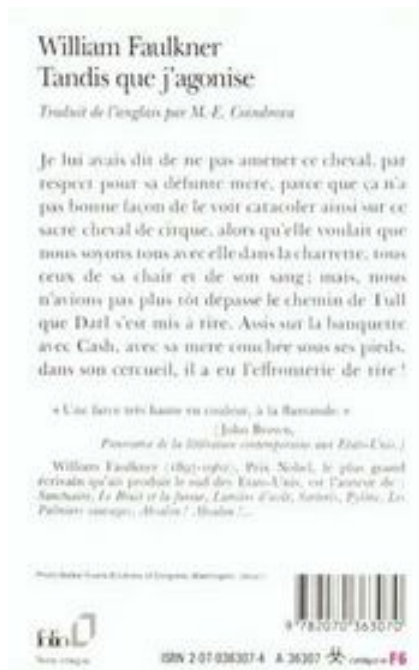 William Faulkner
Tandis que j'agonise
Traduit de l'anglais par M.-E. Coindreau
Je lui avais dit de ne pas amener ce cheval, par
respect pour sa défunte mère, parce que ça n'a
pas bonne façon de le voir caracoler ainsi sur ce
sacré cheval de cirque, alors qu'elle voulait que
nous soyons tous avec elle dans la charrette, tous
ceux de sa chair et de son sang ; mais, nous
n'avions pas plus tôt dépassé le chemin de Tull
que Darl s'est mis à rire. Assis sur la banquette
avec Cash, avec sa mère couchée sous ses pieds,
dans son cercueil, il a eu l'effronterie de rire !
« Une farce très haute en couleur, à la flamande. »
(John Brown,
Panorama de la littérature contemporaine aux États-Unis.)
William Faulkner (1897-1962), Prix Nobel, le plus grand
écrivain qu'ait produit le sud des États-Unis, est l'auteur de :
Sanctuaire, Le Bruit et la fureur, Lumière d'août, Sartoris, Pylône, Les
Palmiers sauvages, Absalon ! Absalon !...
9 782070 363070
folio
ISBN 2-07-036307-4 A 36307 catégorie F6